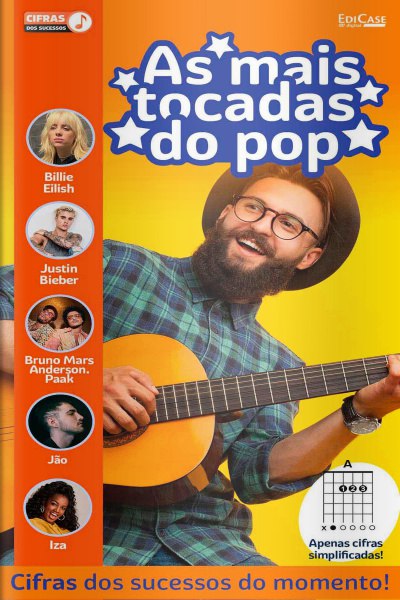 CIFRAS
DOS SUCESSOS
EDICASE
digital
As mais
tocadas
do pop
Billie
Eilish
Justin
Bieber
Bruno Mars
Anderson.
Paak
Jão
Iza
A
1 2 3
x
Apenas cifras
simplificadas!
Cifras dos sucessos do momento!